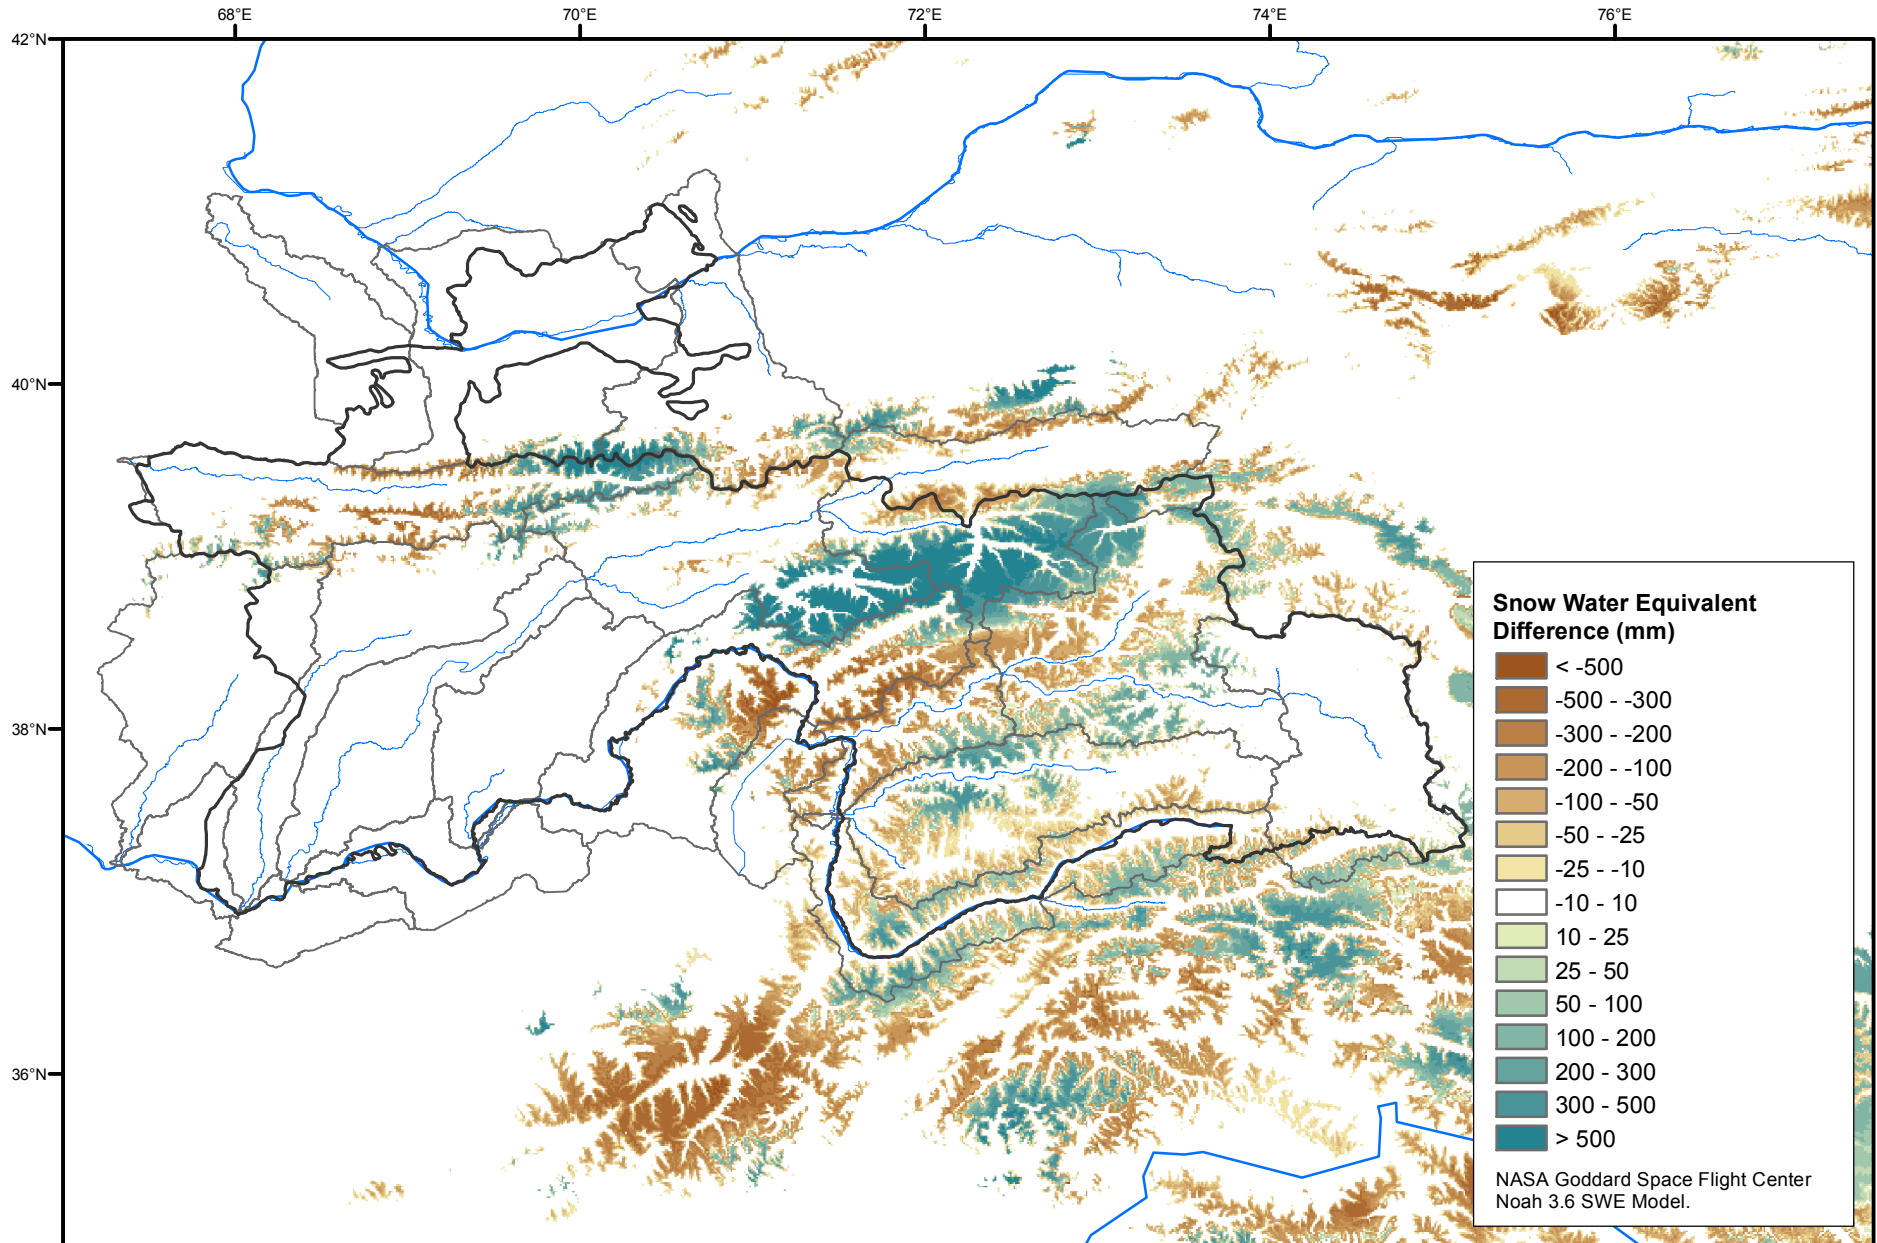 68°E
70°E
72°E
74°E
76°E
42°N
40°N
38°N
36°N
Snow Water Equivalent
Difference (mm)
< -500
-500 - -300
-300 - -200
-200 - -100
-100 - -50
-50 - -25
-25 - -10
-10 - 10
10 - 25
25 - 50
50 - 100
100 - 200
200 - 300
300 - 500
> 500
NASA Goddard Space Flight Center
Noah 3.6 SWE Model.